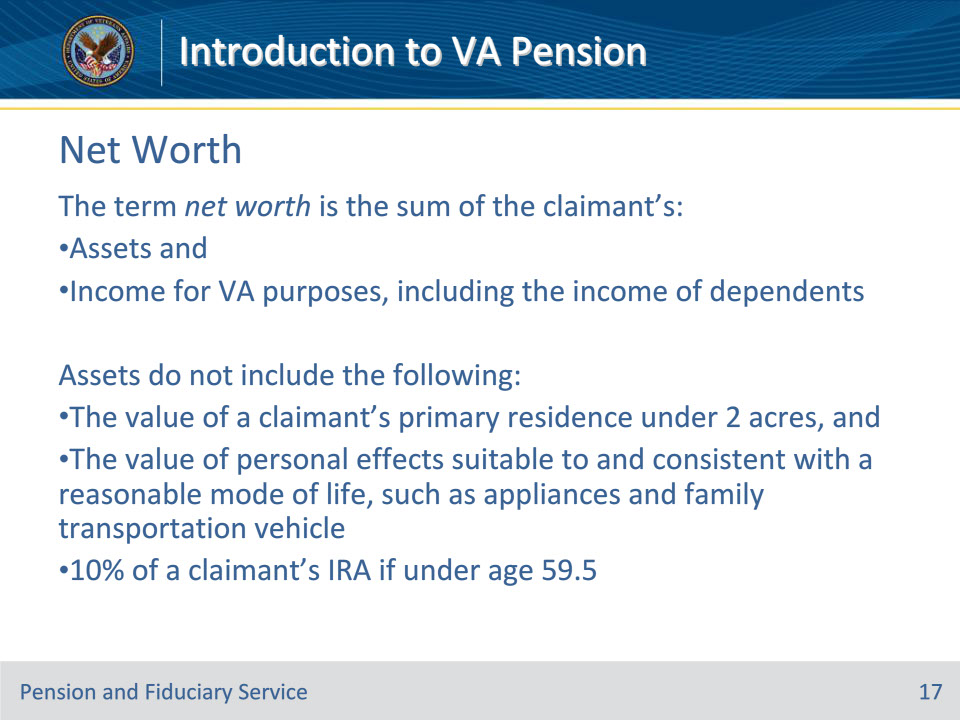 Introduction to VA Pension
Net Worth
The term net worth is the sum of the claimant’s:
•Assets and
•Income for VA purposes, including the income of dependents
Assets do not include the following:
•The value of a claimant’s primary residence under 2 acres, and
•The value of personal effects suitable to and consistent with a
reasonable mode of life, such as appliances and family
transportation vehicle
•10% of a claimant’s IRA if under age 59.5
Pension and Fiduciary Service
17